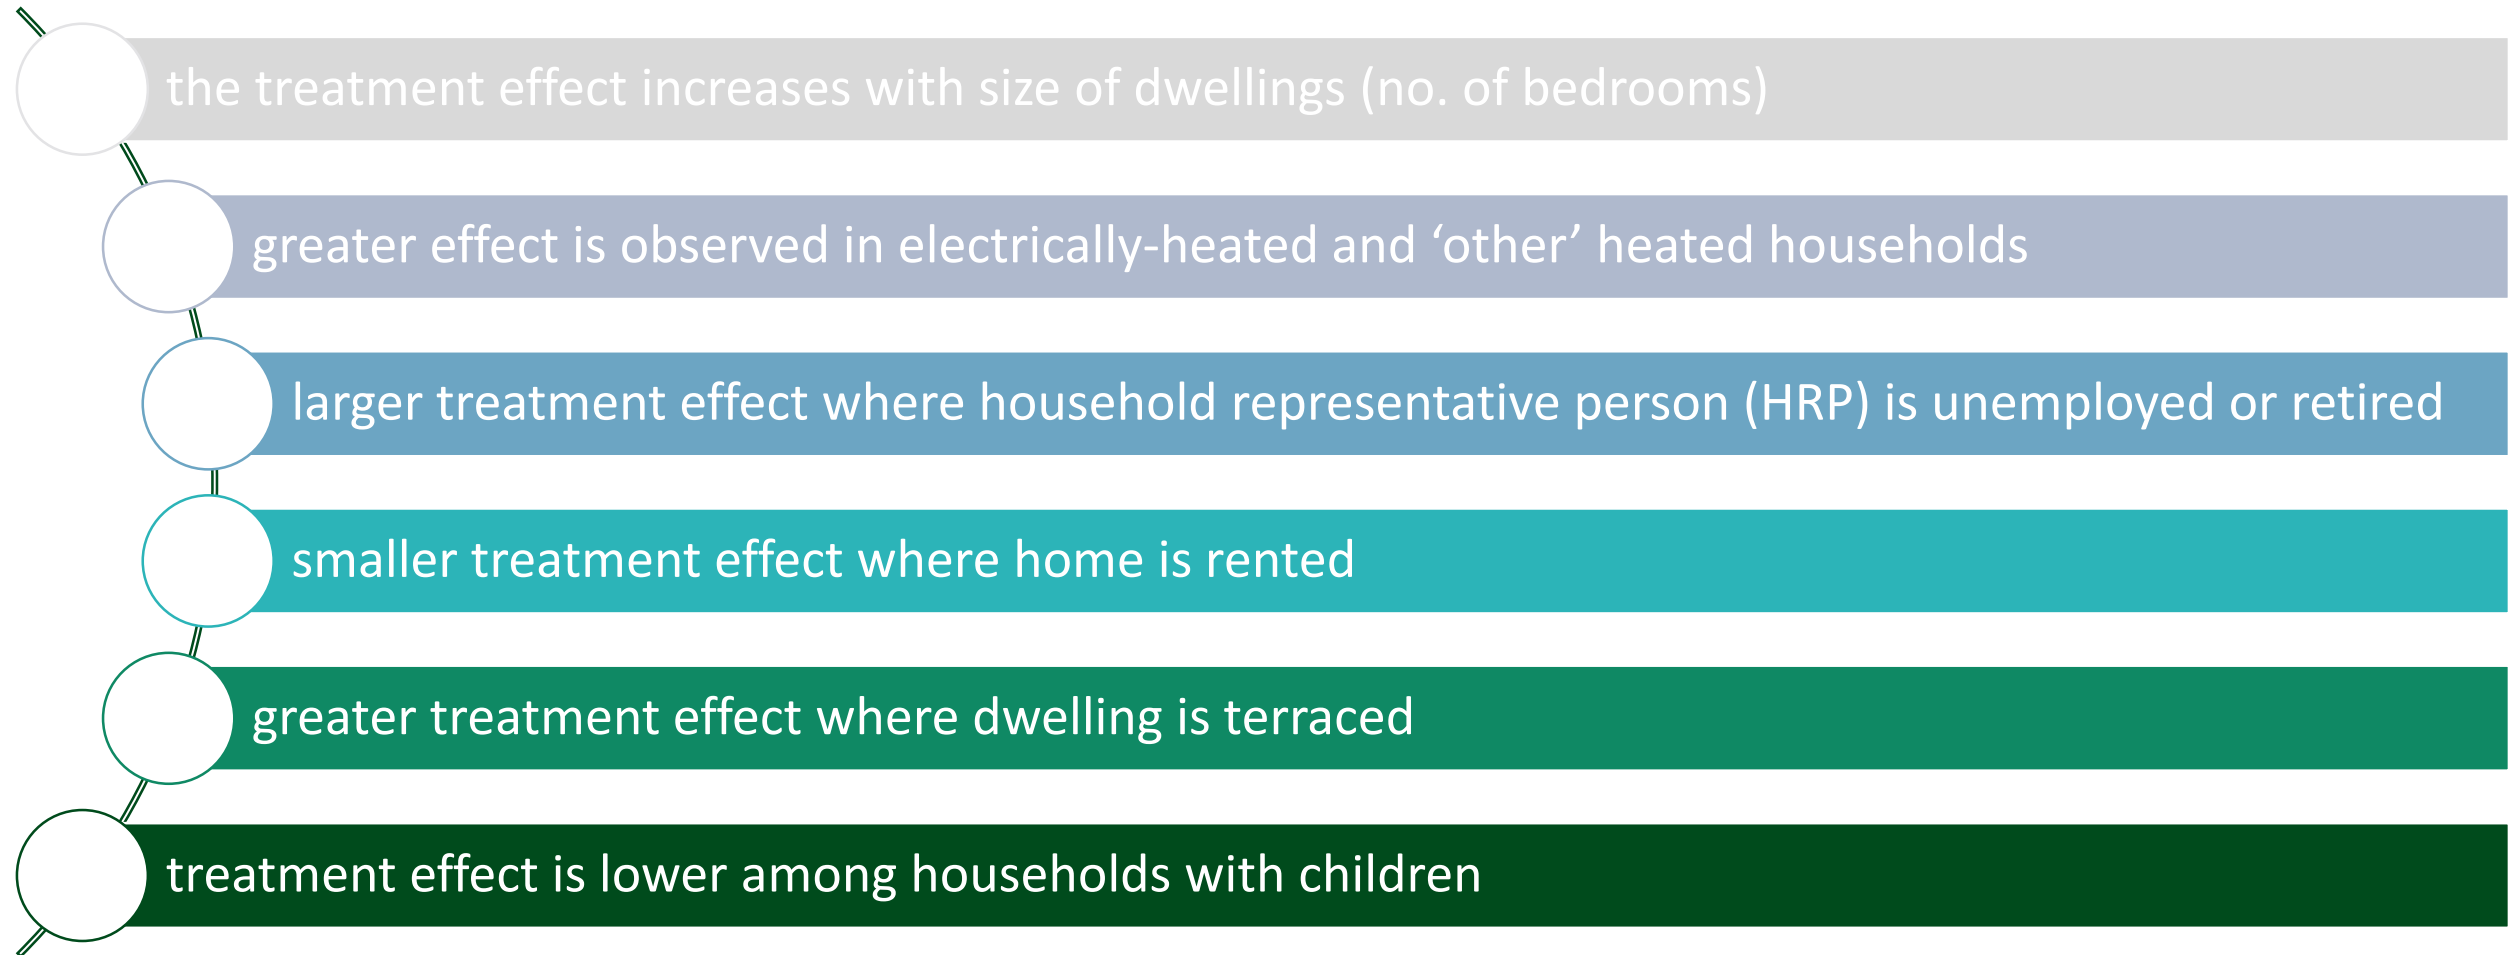 the treatment effect increases with size of dwellings (no. of bedrooms)
greater effect is observed in electrically-heated and ‘other’ heated households
larger treatment effect where household representative person (HRP) is unemployed or retired
smaller treatment effect where home is rented
greater treatment effect where dwelling is terraced
treatment effect is lower among households with children